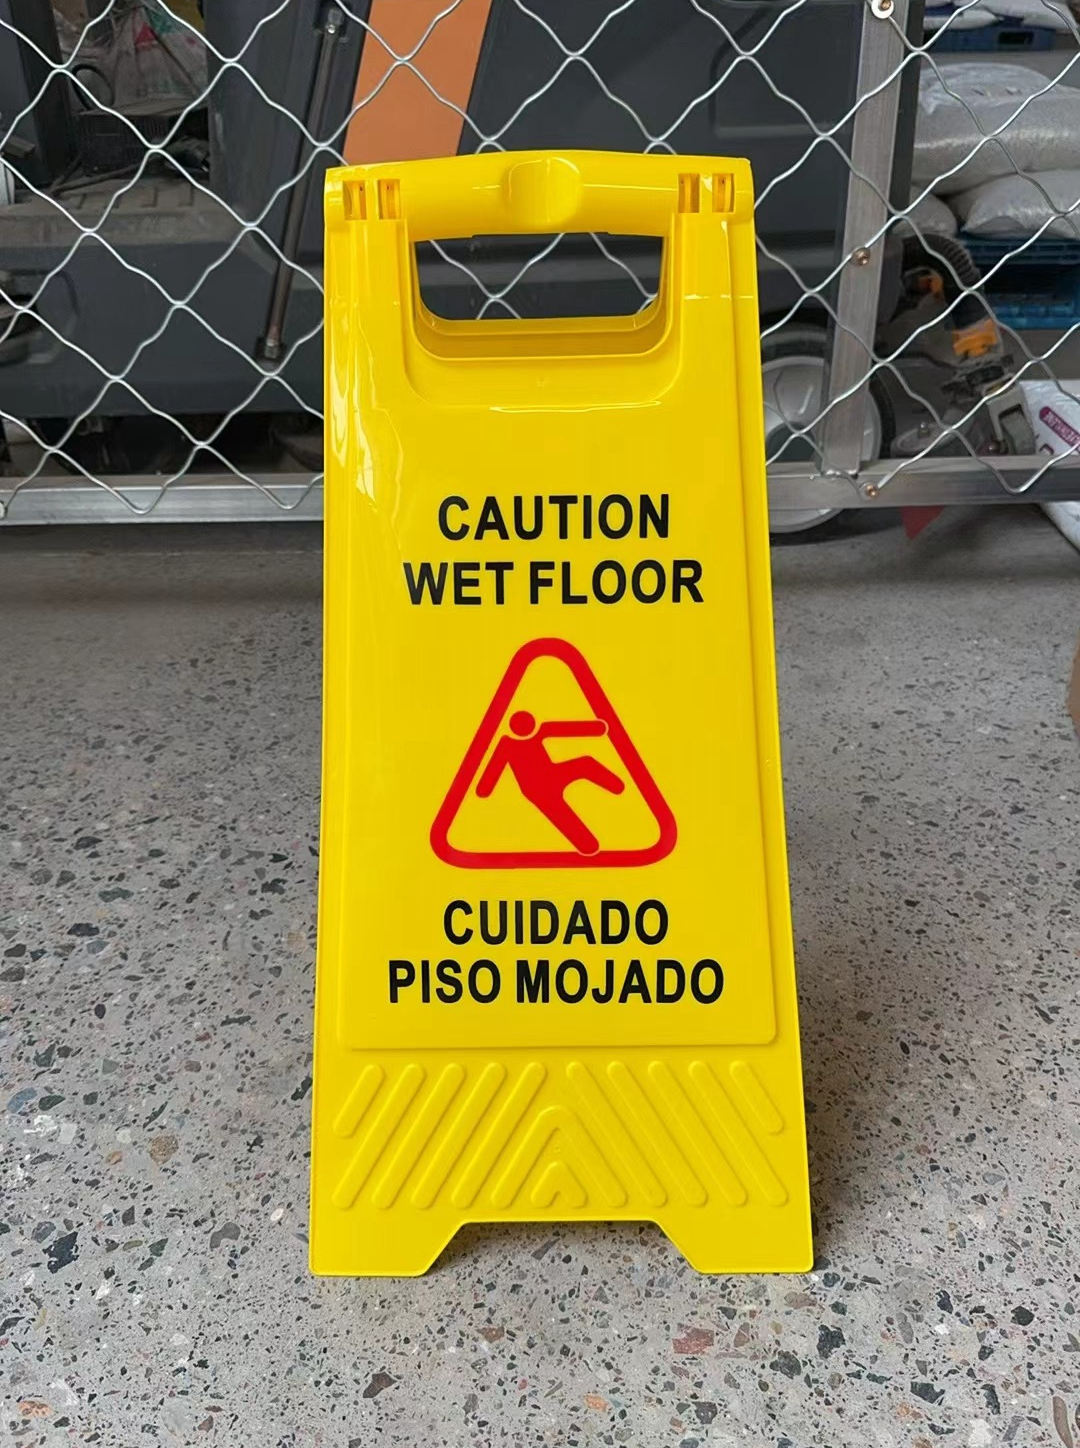 CAUTION
WET FLOOR
CUIDADO
PISO MOJADO